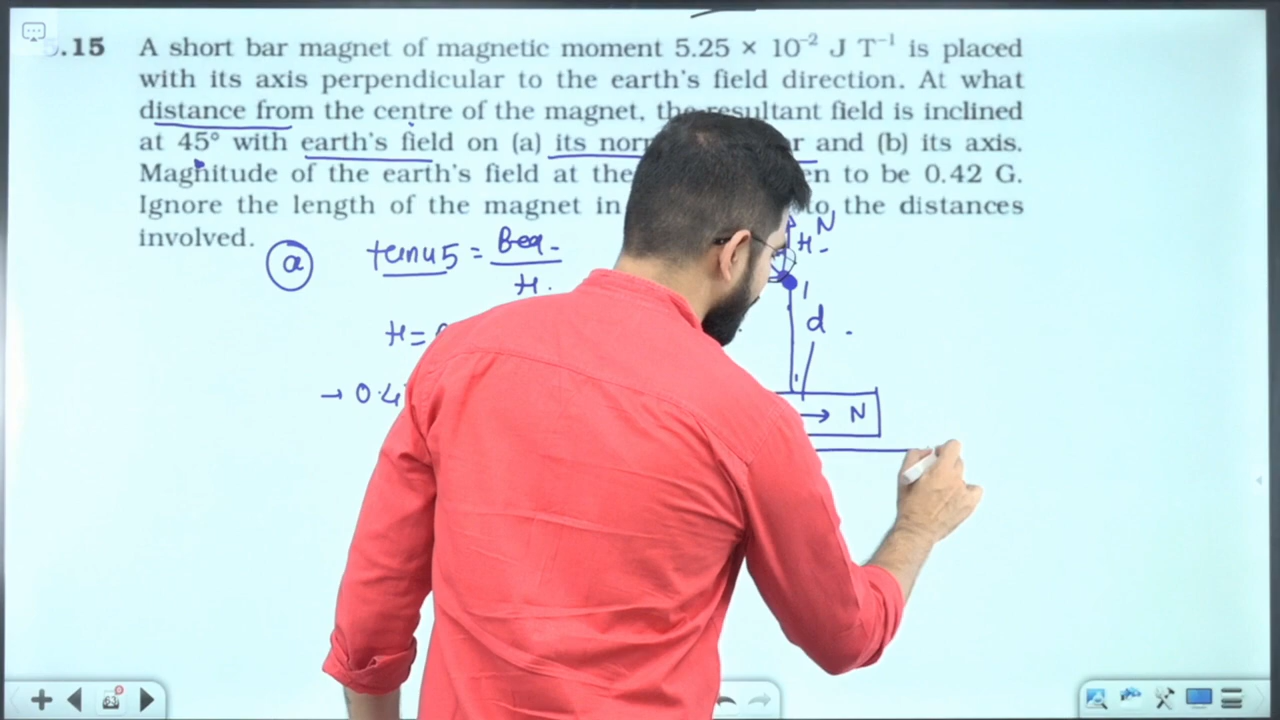 .15 A short bar magnet of magnetic moment 5.25 × 10⁻² J T⁻¹ is placed
with its axis perpendicular to the earth's field direction. At what
distance from the centre of the magnet, the resultant field is inclined
at 45° with earth's field on (a) its nor r and (b) its axis.
Magnitude of the earth's field at the en to be 0.42 G.
Ignore the length of the magnet in to the distances
involved.
N
H
(a) tan45 = Beq / H
d
H =
→ 0.4
→ N